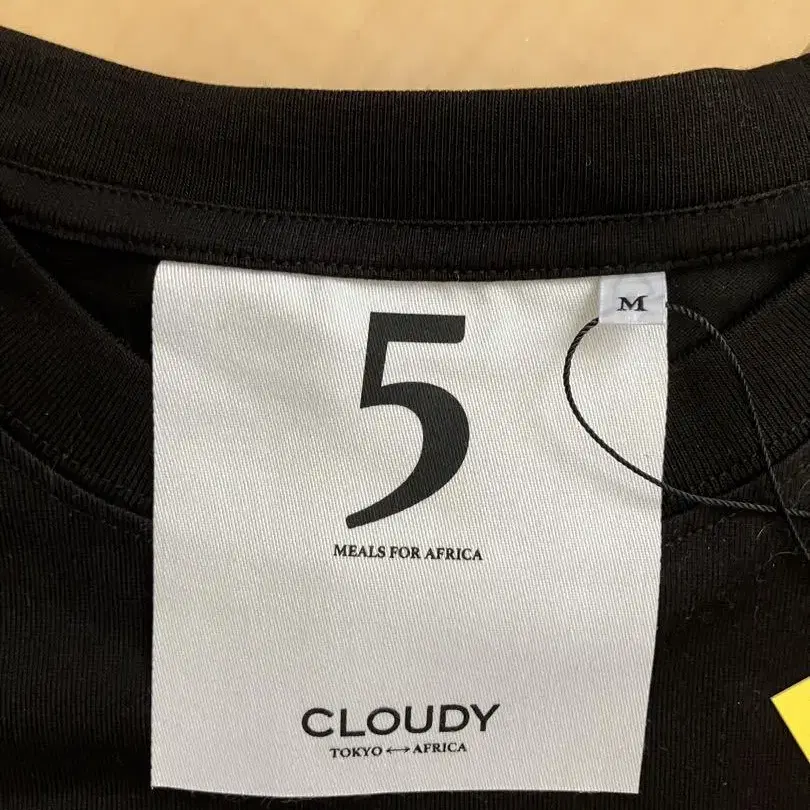 M
5
MEALS FOR AFRICA
CLOUDY
TOKYO ↔ AFRICA